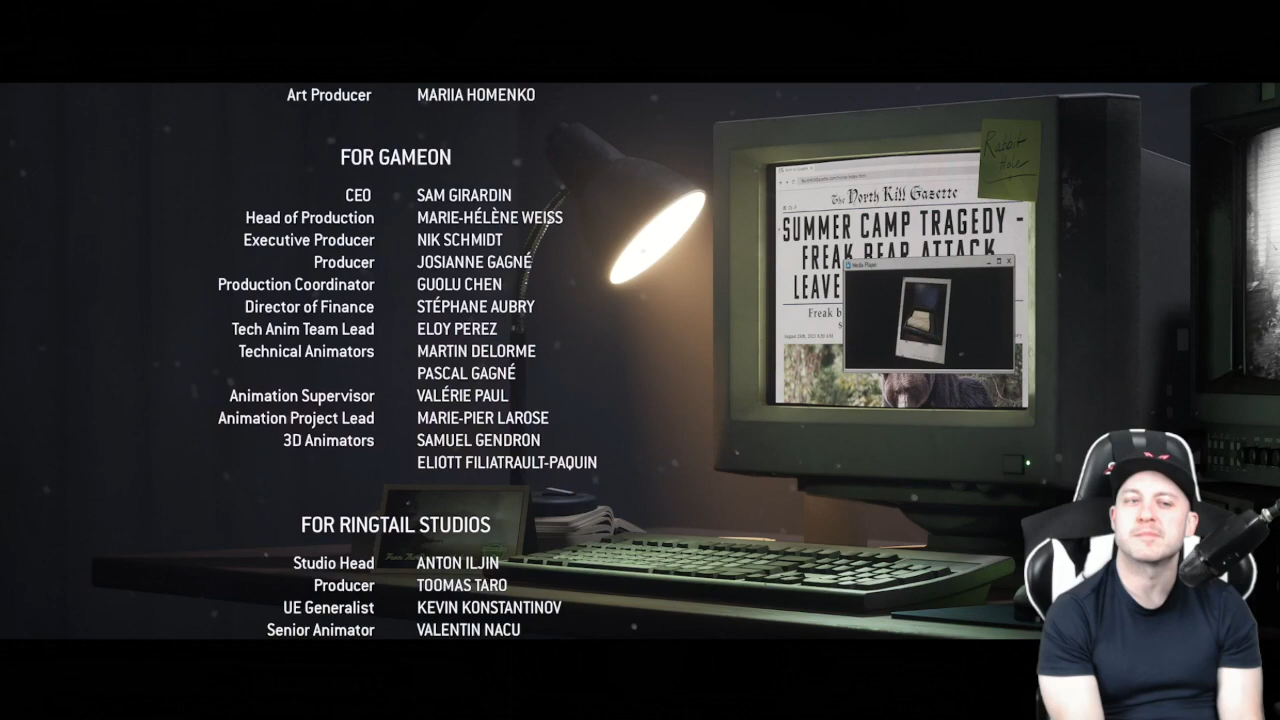 Art Producer MARIIA HOMENKO
FOR GAMEON
CEO SAM GIRARDIN
Head of Production MARIE-HÉLÈNE WEISS
Executive Producer NIK SCHMIDT
Producer JOSIANNE GAGNÉ
Production Coordinator GUOLU CHEN
Director of Finance STÉPHANE AUBRY
Tech Anim Team Lead ELOY PEREZ
Technical Animators MARTIN DELORME
PASCAL GAGNÉ
Animation Supervisor VALÉRIE PAUL
Animation Project Lead MARIE-PIER LAROSE
3D Animators SAMUEL GENDRON
ELIOTT FILIATRAULT-PAQUIN
FOR RINGTAIL STUDIOS
Studio Head ANTON ILJIN
Producer TOOMAS TARO
UE Generalist KEVIN KONSTANTINOV
Senior Animator VALENTIN NACU
Rabbit
Hole
The North Kill Gazette
SUMMER CAMP TRAGEDY -
FREAK BEAR ATTACK
LEAVE
Media Player
Freak b